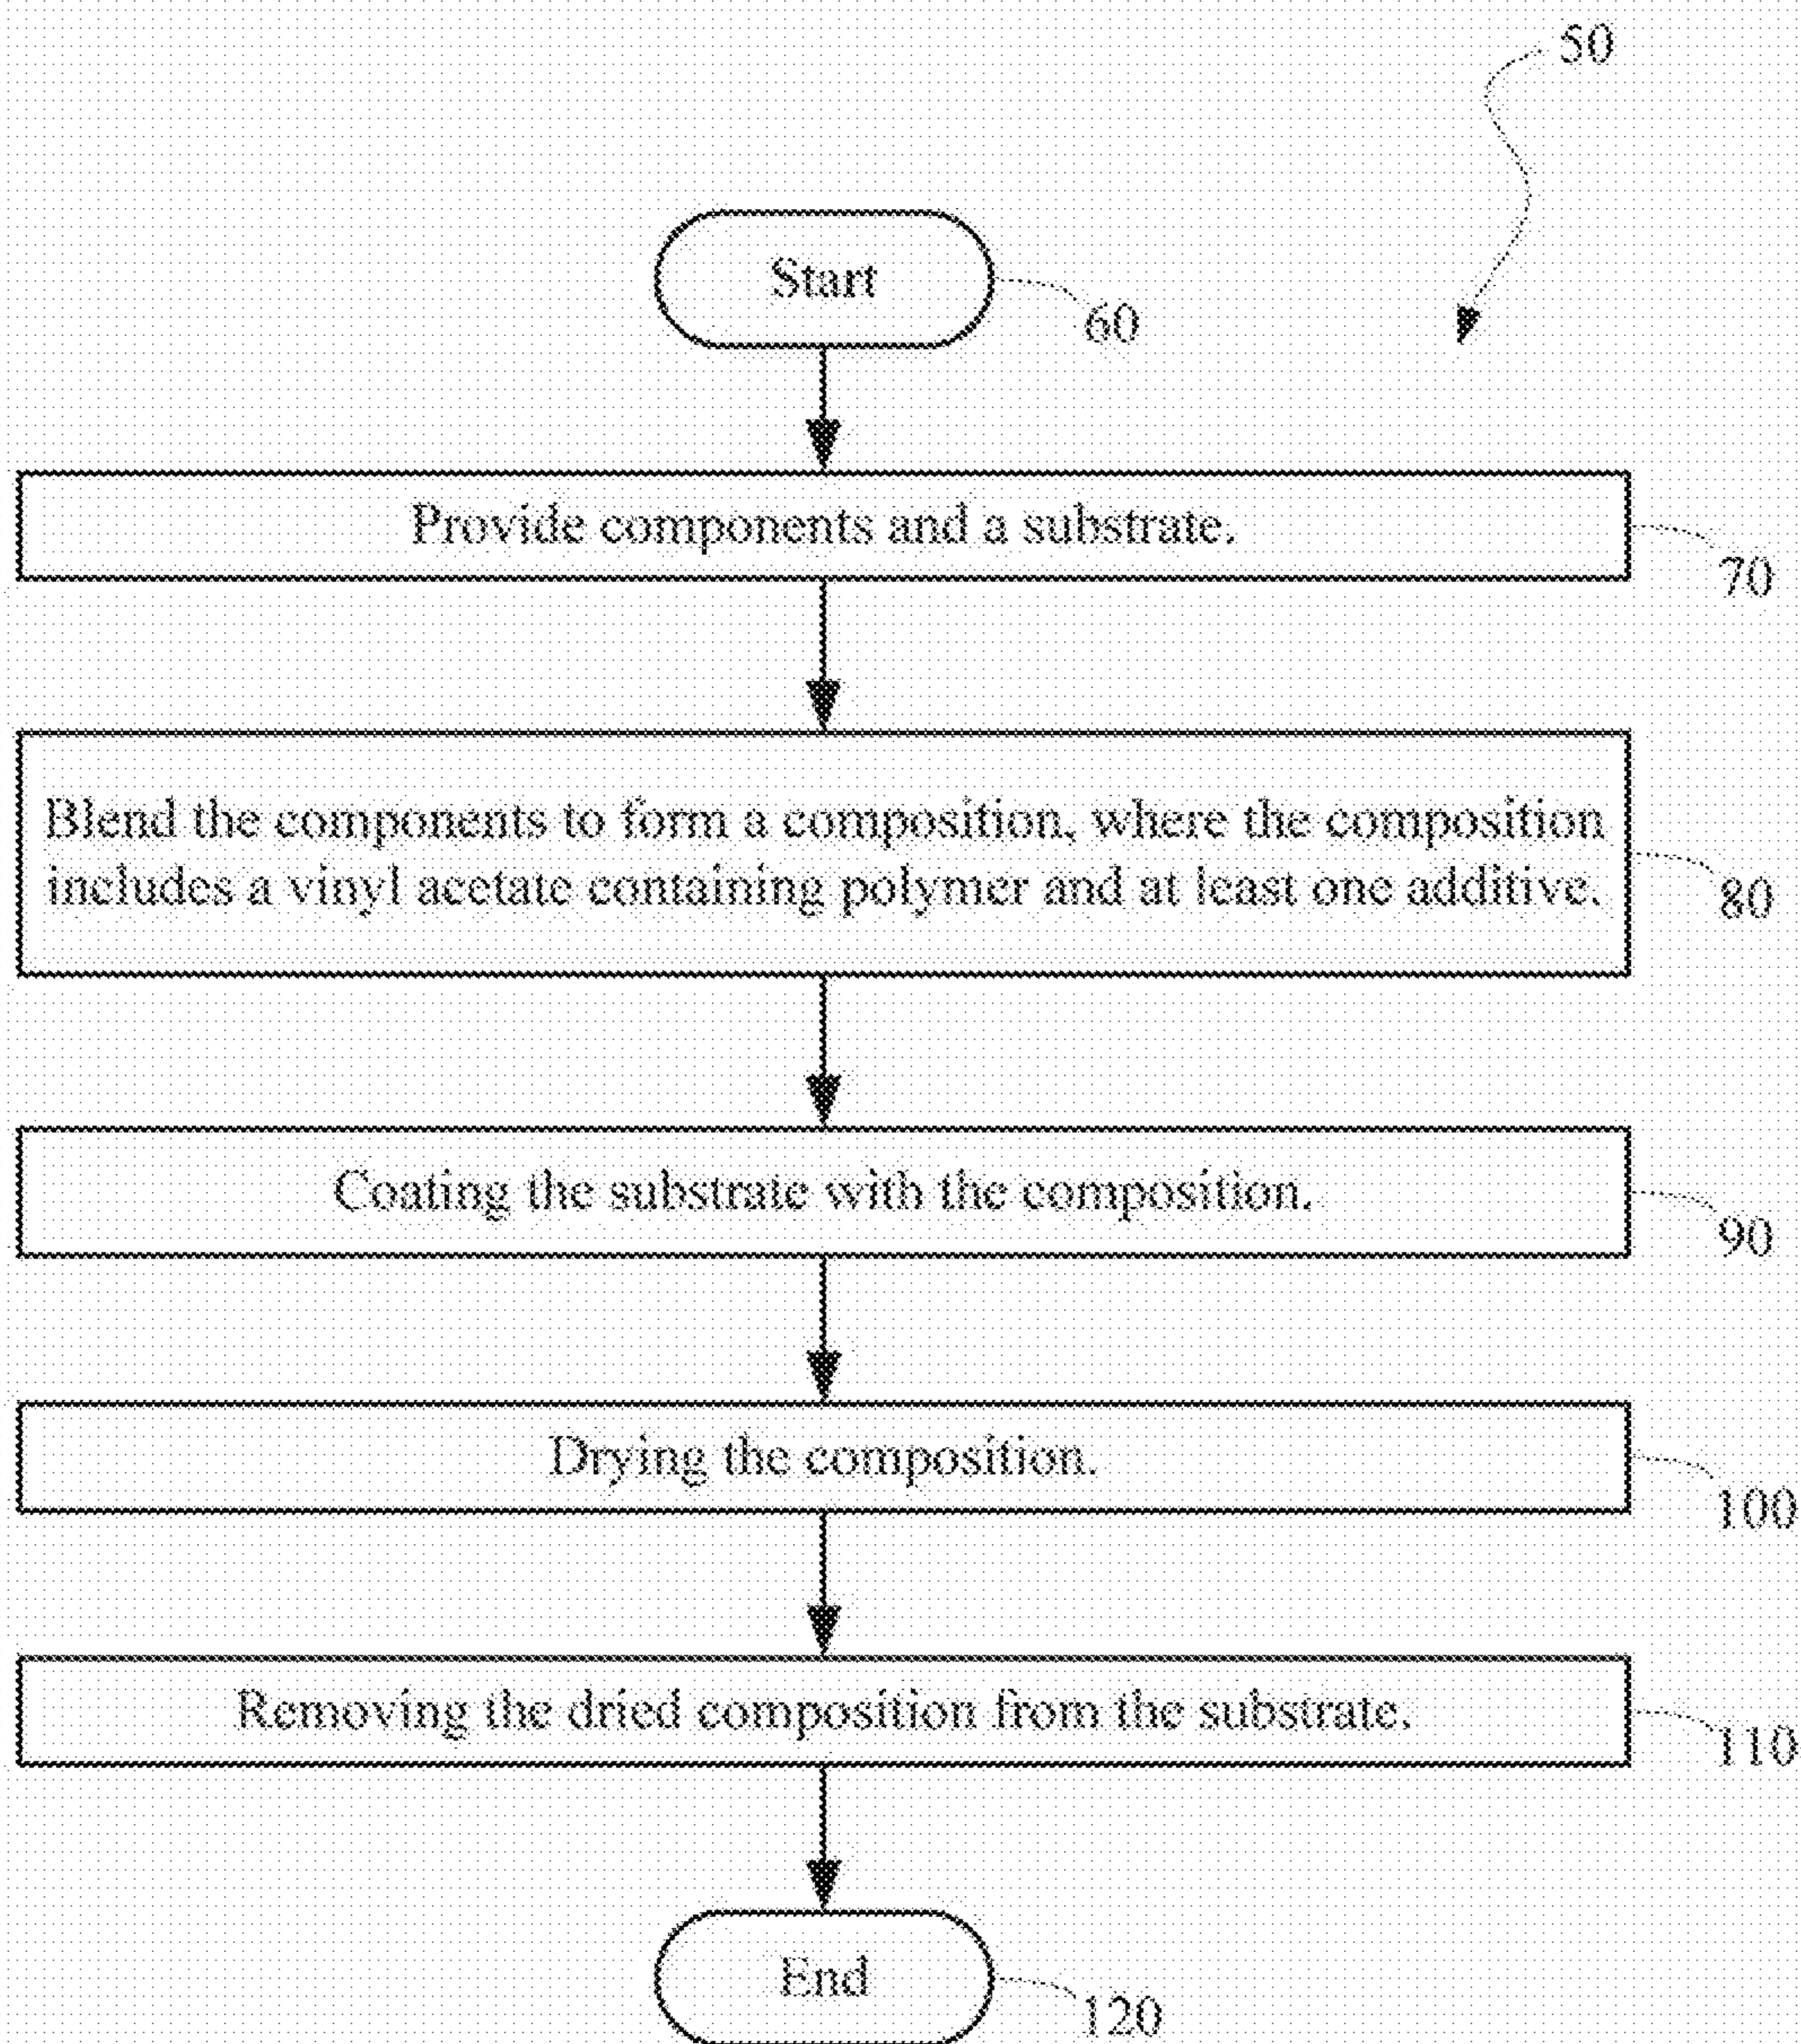 50
Start
60
Provide components and a substrate.
70
Blend the components to form a composition, where the composition
includes a vinyl acetate containing polymer and at least one additive.
80
Coating the substrate with the composition.
90
Drying the composition.
100
Removing the dried composition from the substrate.
110
End
120